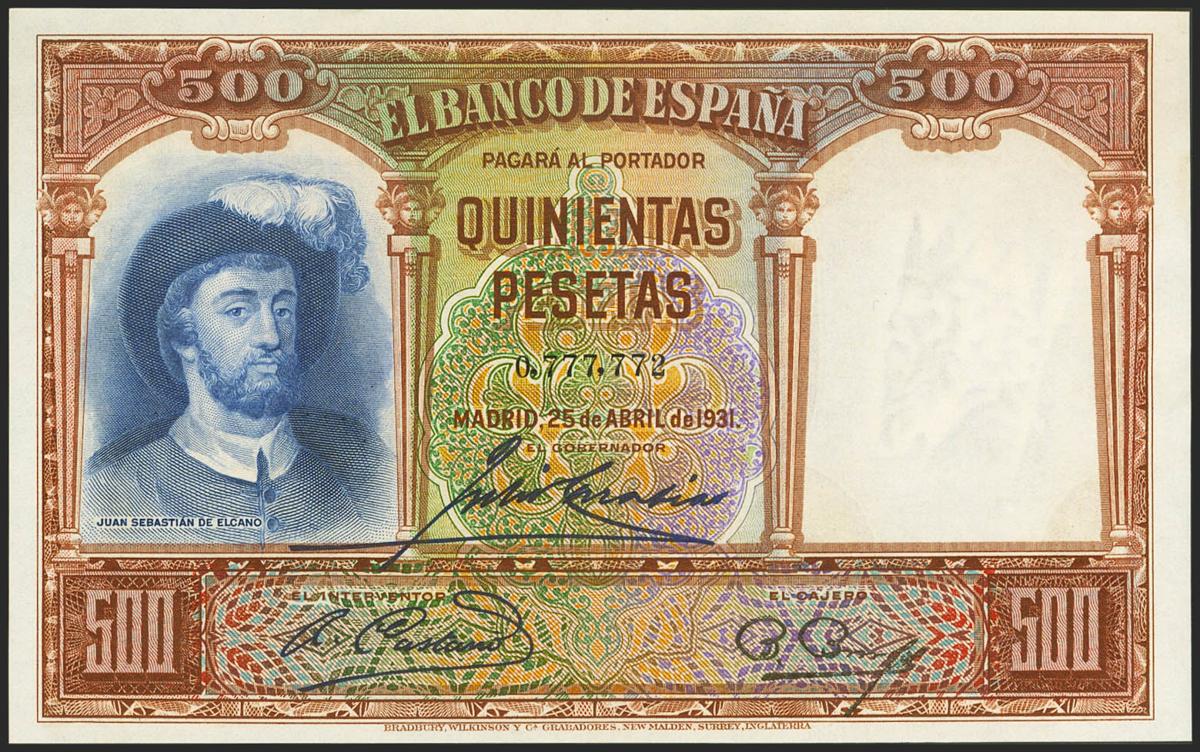 500
EL BANCO DE ESPAÑA
500
PAGARÁ AL PORTADOR
QUINIENTAS
PESETAS
0,777,772
MADRID, 25 de ABRIL de 1931.
EL GOBERNADOR
JUAN SEBASTIÁN DE ELCANO
EL INTERVENTOR
EL CAJERO
500
500
BRADBURY, WILKINSON Y Cª GRABADORES, NEW MALDEN, SURREY, INGLATERRA